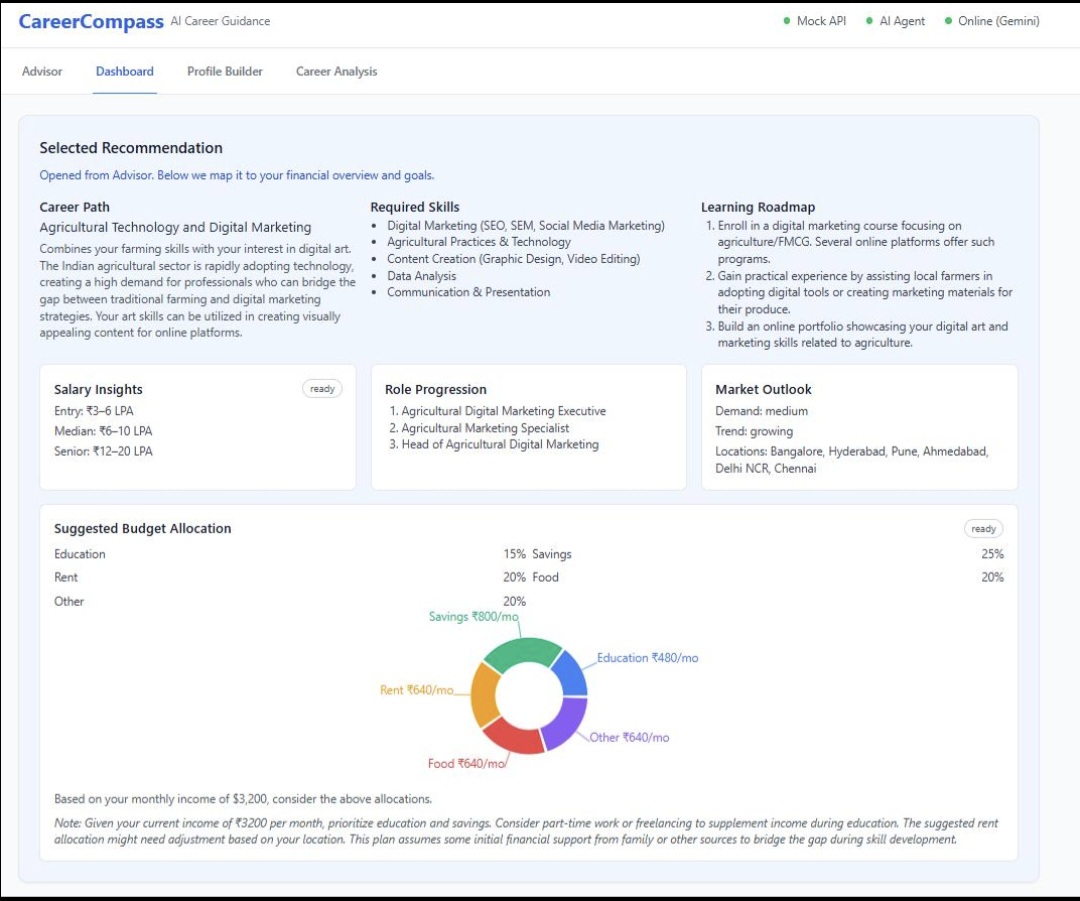 CareerCompass AI Career Guidance
Mock API
AI Agent
Online (Gemini)
Advisor
Dashboard
Profile Builder
Career Analysis
Selected Recommendation
Opened from Advisor. Below we map it to your financial overview and goals.
Career Path
Agricultural Technology and Digital Marketing
Combines your farming skills with your interest in digital art.
The Indian agricultural sector is rapidly adopting technology,
creating a high demand for professionals who can bridge the
gap between traditional farming and digital marketing
strategies. Your art skills can be utilized in creating visually
appealing content for online platforms.
Required Skills
• Digital Marketing (SEO, SEM, Social Media Marketing)
• Agricultural Practices & Technology
• Content Creation (Graphic Design, Video Editing)
• Data Analysis
• Communication & Presentation
Learning Roadmap
1. Enroll in a digital marketing course focusing on
agriculture/FMCG. Several online platforms offer such
programs.
2. Gain practical experience by assisting local farmers in
adopting digital tools or creating marketing materials for
their produce.
3. Build an online portfolio showcasing your digital art and
marketing skills related to agriculture.
Salary Insights
ready
Entry: ₹3–6 LPA
Median: ₹6–10 LPA
Senior: ₹12–20 LPA
Role Progression
1. Agricultural Digital Marketing Executive
2. Agricultural Marketing Specialist
3. Head of Agricultural Digital Marketing
Market Outlook
Demand: medium
Trend: growing
Locations: Bangalore, Hyderabad, Pune, Ahmedabad,
Delhi NCR, Chennai
Suggested Budget Allocation
ready
Education 15% Savings 25%
Rent 20% Food 20%
Other 20%
Savings ₹800/mo
Education ₹480/mo
Rent ₹640/mo
Other ₹640/mo
Food ₹640/mo
Based on your monthly income of $3,200, consider the above allocations.
Note: Given your current income of ₹3200 per month, prioritize education and savings. Consider part-time work or freelancing to supplement income during education. The suggested rent
allocation might need adjustment based on your location. This plan assumes some initial financial support from family or other sources to bridge the gap during skill development.